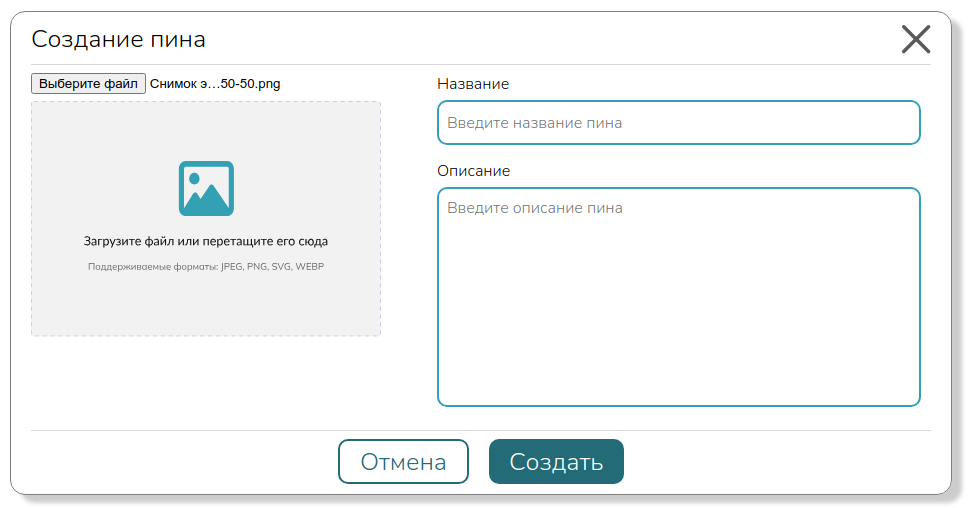 Создание пина
Выберите файл Снимок э...50-50.png
Загрузите файл или перетащите его сюда
Поддерживаемые форматы: JPEG, PNG, SVG, WEBP
Название
Введите название пина
Описание
Введите описание пина
Отмена
Создать